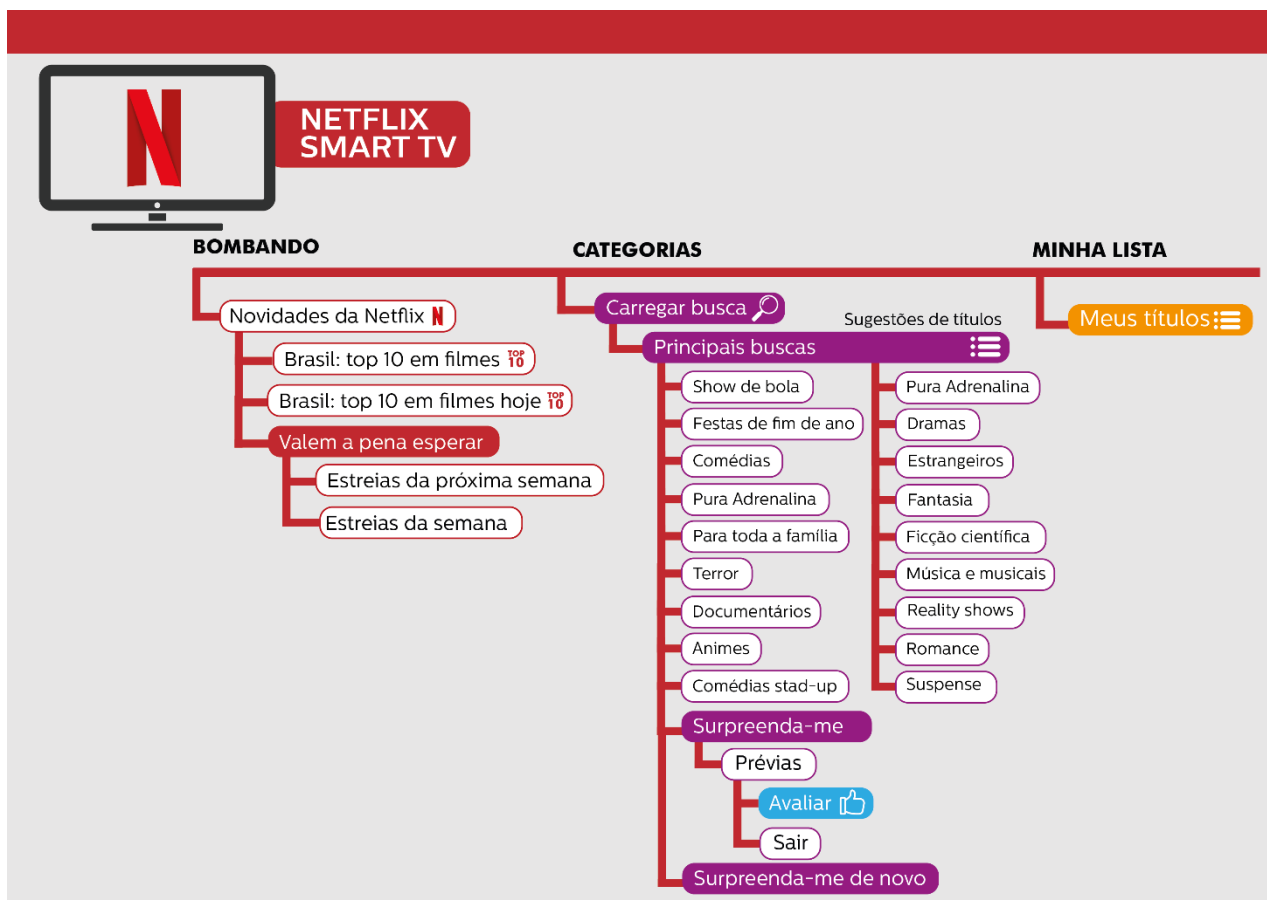 N
NETFLIX
SMART TV
BOMBANDO
Novidades da Netflix N
Brasil: top 10 em filmes TOP 10
Brasil: top 10 em filmes hoje TOP 10
Valem a pena esperar
Estreias da próxima semana
Estreias da semana
CATEGORIAS
Carregar busca
Sugestões de títulos
Principais buscas
Show de bola
Festas de fim de ano
Comédias
Pura Adrenalina
Para toda a família
Terror
Documentários
Animes
Comédias stad-up
Pura Adrenalina
Dramas
Estrangeiros
Fantasia
Ficção científica
Música e musicais
Reality shows
Romance
Suspense
Surpreenda-me
Prévias
Avaliar
Sair
Surpreenda-me de novo
MINHA LISTA
Meus títulos